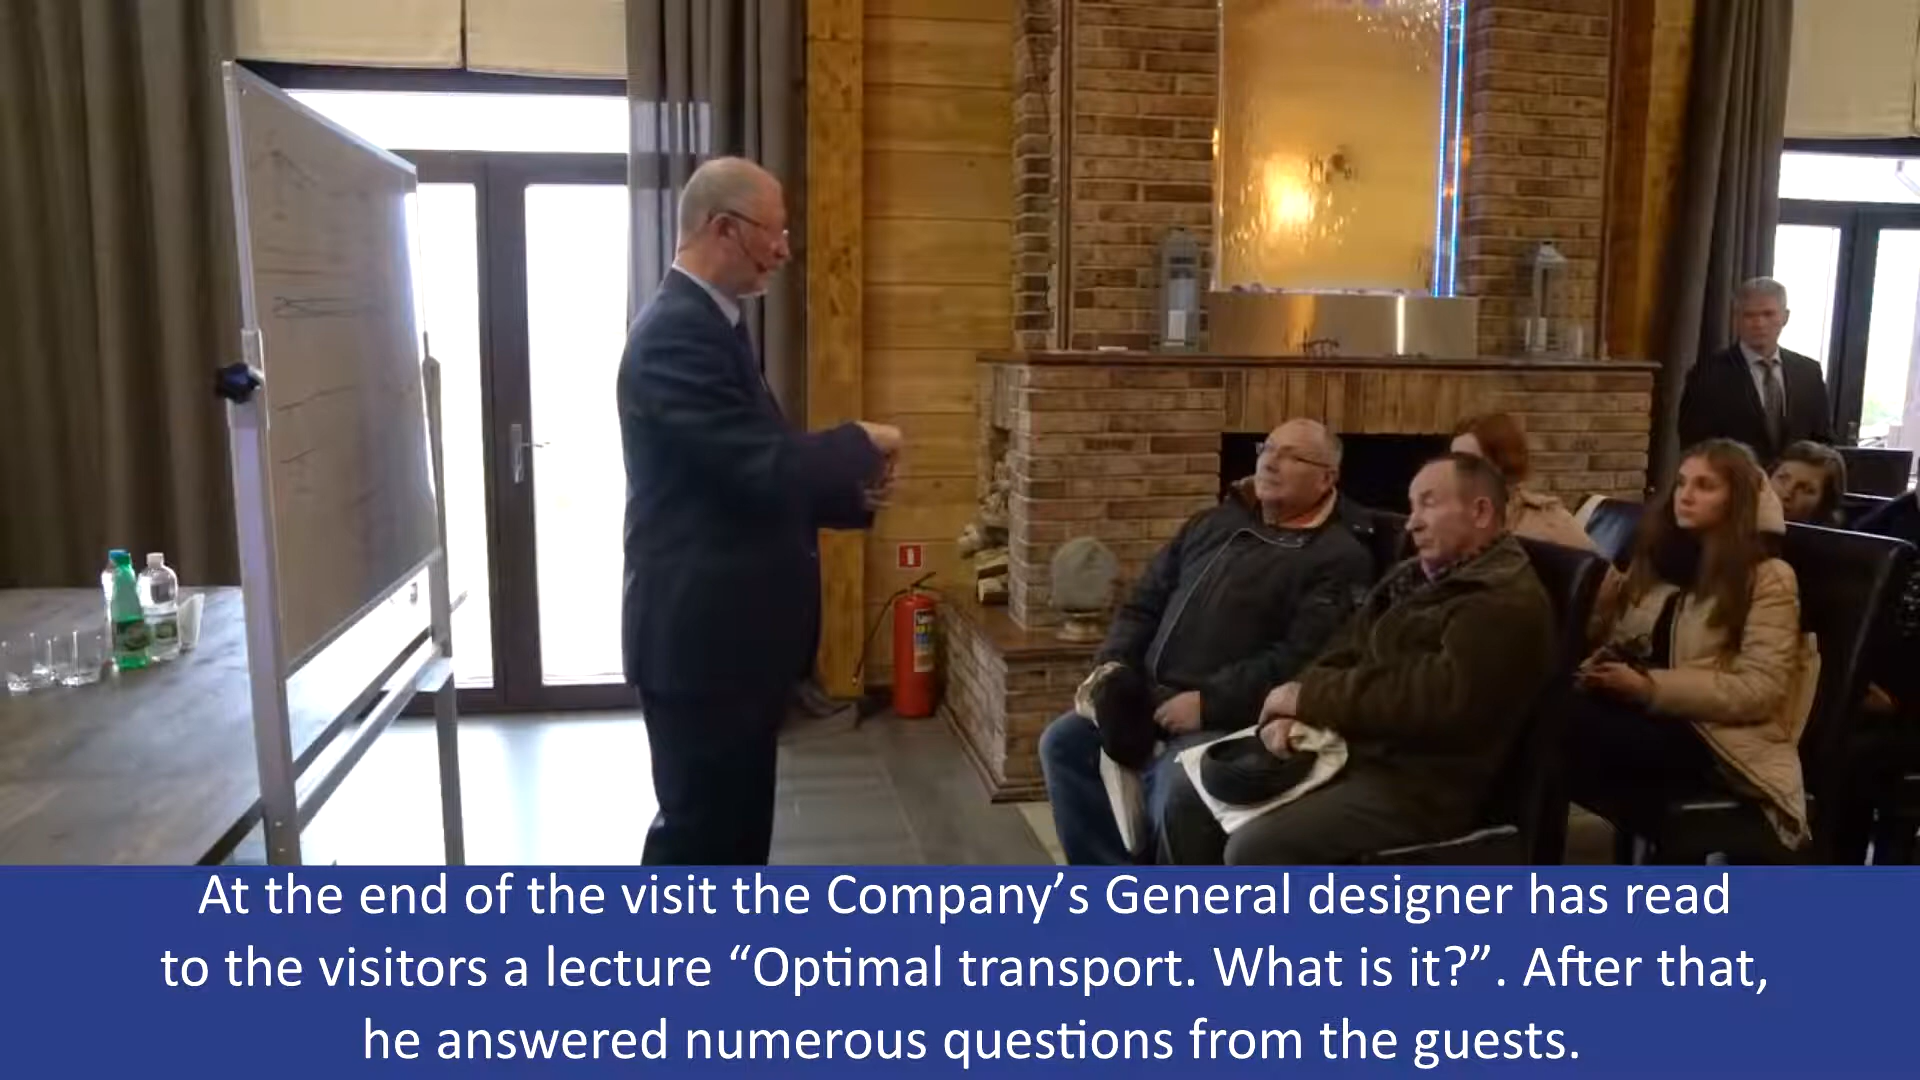 At the end of the visit the Company’s General designer has read
to the visitors a lecture “Optimal transport. What is it?”. After that,
he answered numerous questions from the guests.